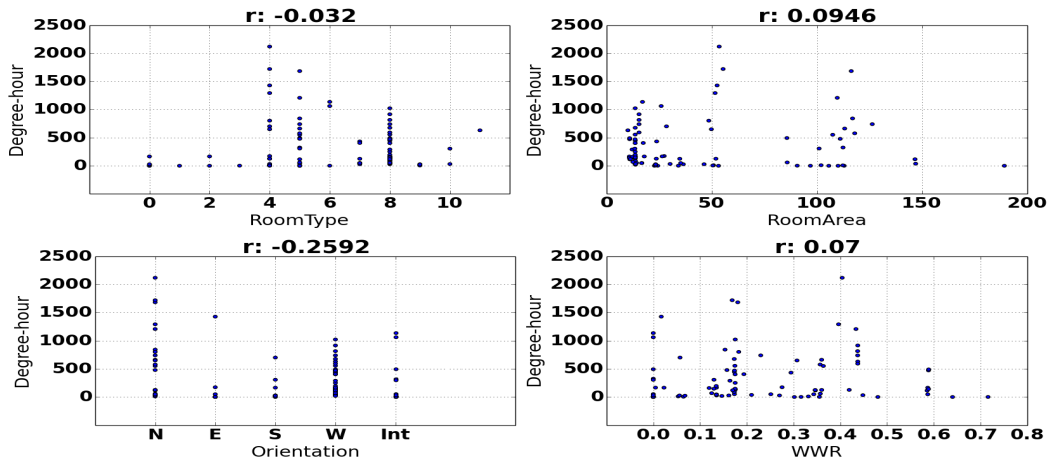 r: -0.032
2500
2000
1500
1000
500
0
Degree-hour
0 2 4 6 8 10
RoomType
r: 0.0946
2500
2000
1500
1000
500
0
Degree-hour
0 50 100 150 200
RoomArea
r: -0.2592
2500
2000
1500
1000
500
0
Degree-hour
N E S W Int
Orientation
r: 0.07
2500
2000
1500
1000
500
0
Degree-hour
0.0 0.1 0.2 0.3 0.4 0.5 0.6 0.7 0.8
WWR